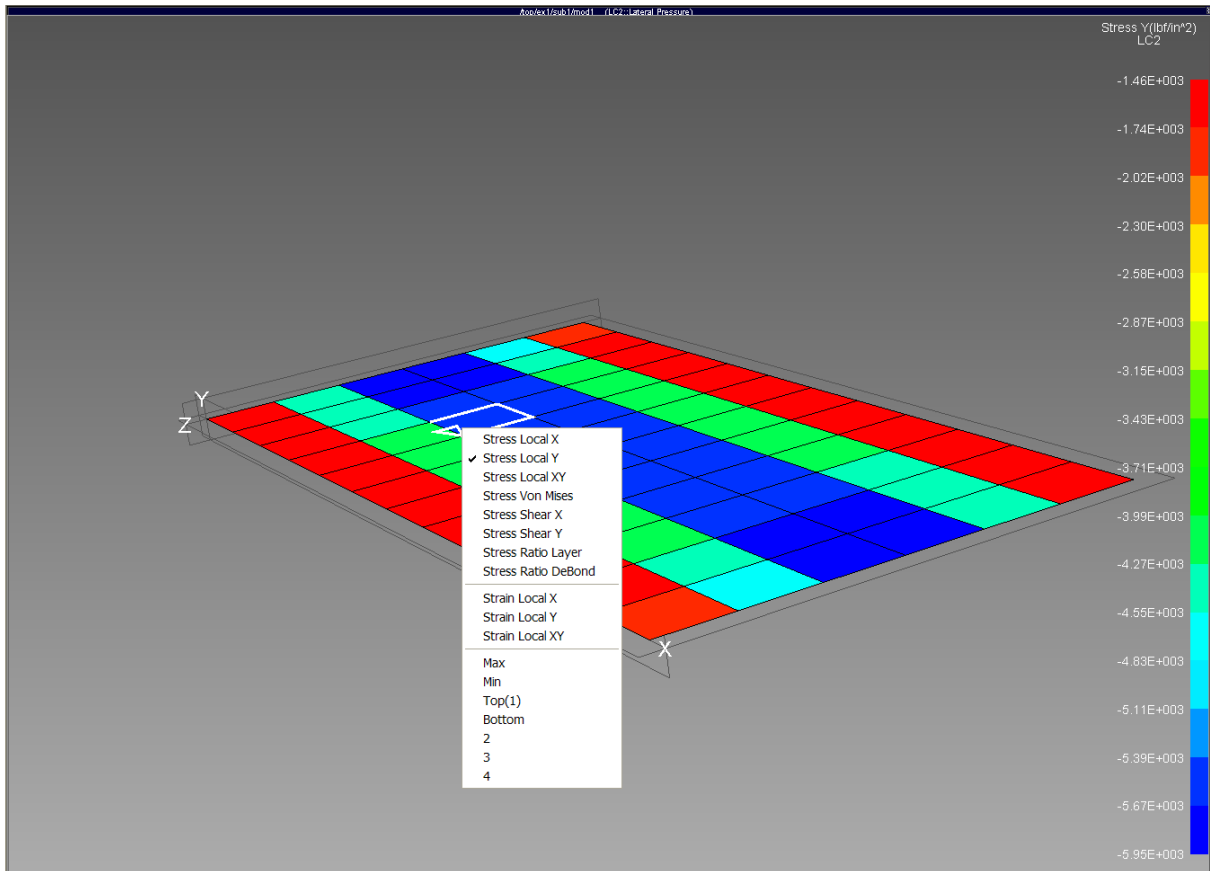 /top/ex1/sub1/mod1 (LC2::Lateral Pressure)
Stress Y(lbf/in^2)
LC2
-1.46E+003
-1.74E+003
-2.02E+003
-2.30E+003
-2.58E+003
-2.87E+003
-3.15E+003
-3.43E+003
-3.71E+003
-3.99E+003
-4.27E+003
-4.55E+003
-4.83E+003
-5.11E+003
-5.39E+003
-5.67E+003
-5.95E+003
Y
Z
X
Stress Local X
Stress Local Y
Stress Local XY
Stress Von Mises
Stress Shear X
Stress Shear Y
Stress Ratio Layer
Stress Ratio DeBond
Strain Local X
Strain Local Y
Strain Local XY
Max
Min
Top(1)
Bottom
2
3
4